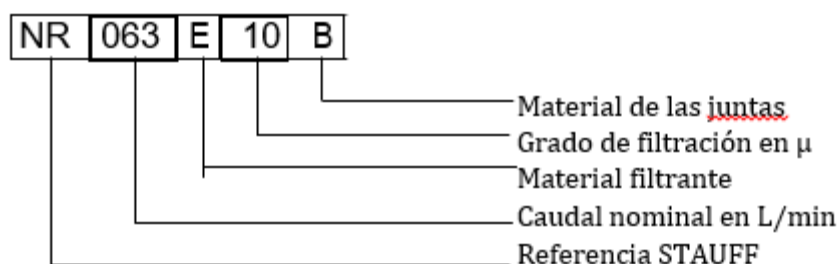 NR 063 E 10 B
Material de las juntas
Grado de filtración en μ
Material filtrante
Caudal nominal en L/min
Referencia STAUFF